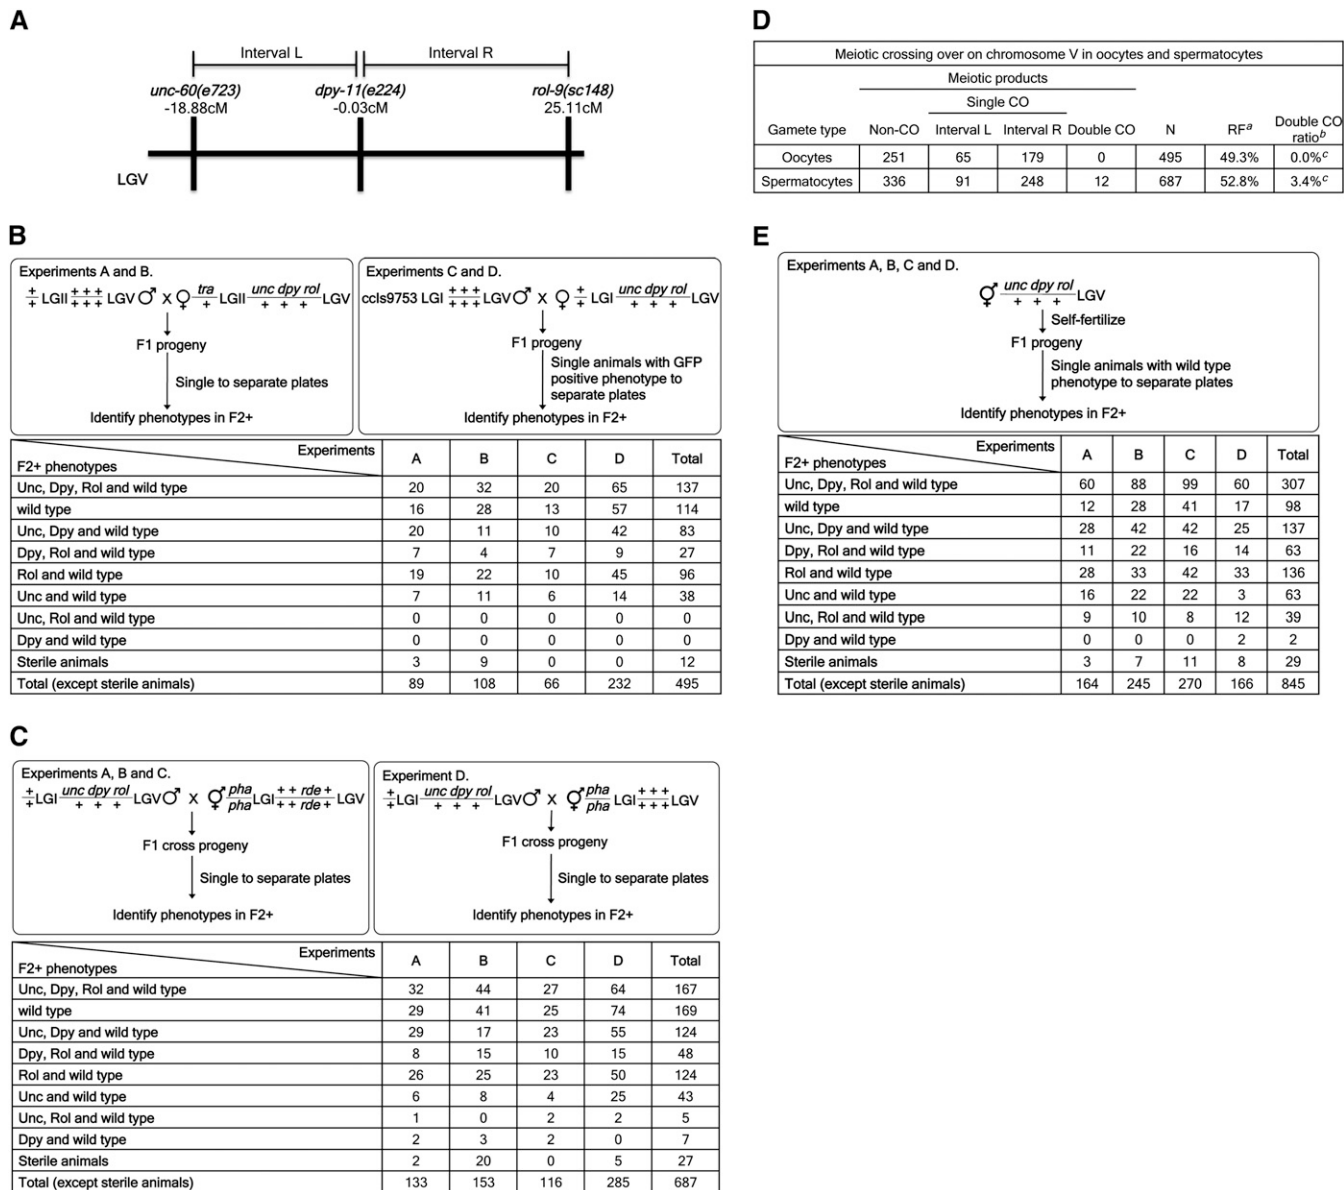 A
Interval L Interval R
unc-60(e723) dpy-11(e224) rol-9(sc148)
-18.88cM -0.03cM 25.11cM
LGV
B
Experiments A and B.
+/+ LGII + + +/+ + + LGV ♂ X ♀ tra/+ LGII unc dpy rol/+ + + LGV
F1 progeny
Single to separate plates
Identify phenotypes in F2+
Experiments C and D.
ccIs9753 LGI + + +/+ + + LGV ♂ X ♀ +/+ LGI unc dpy rol/+ + + LGV
F1 progeny
Single animals with GFP
positive phenotype to
separate plates
Identify phenotypes in F2+
Experiments
F2+ phenotypes A B C D Total
Unc, Dpy, Rol and wild type 20 32 20 65 137
wild type 16 28 13 57 114
Unc, Dpy and wild type 20 11 10 42 83
Dpy, Rol and wild type 7 4 7 9 27
Rol and wild type 19 22 10 45 96
Unc and wild type 7 11 6 14 38
Unc, Rol and wild type 0 0 0 0 0
Dpy and wild type 0 0 0 0 0
Sterile animals 3 9 0 0 12
Total (except sterile animals) 89 108 66 232 495
C
Experiments A, B and C.
+/+ LGI unc dpy rol/+ + + LGV ♂ X ⚥ pha/pha LGI + + rde +/+ + rde + LGV
F1 cross progeny
Single to separate plates
Identify phenotypes in F2+
Experiment D.
+/+ LGI unc dpy rol/+ + + LGV ♂ X ⚥ pha/pha LGI + + +/+ + + LGV
F1 cross progeny
Single to separate plates
Identify phenotypes in F2+
Experiments
F2+ phenotypes A B C D Total
Unc, Dpy, Rol and wild type 32 44 27 64 167
wild type 29 41 25 74 169
Unc, Dpy and wild type 29 17 23 55 124
Dpy, Rol and wild type 8 15 10 15 48
Rol and wild type 26 25 23 50 124
Unc and wild type 6 8 4 25 43
Unc, Rol and wild type 1 0 2 2 5
Dpy and wild type 2 3 2 0 7
Sterile animals 2 20 0 5 27
Total (except sterile animals) 133 153 116 285 687
D
Meiotic crossing over on chromosome V in oocytes and spermatocytes
Meiotic products
Single CO
Gamete type Non-CO Interval L Interval R Double CO N RFᵃ Double CO ratioᵇ
Oocytes 251 65 179 0 495 49.3% 0.0%ᶜ
Spermatocytes 336 91 248 12 687 52.8% 3.4%ᶜ
E
Experiments A, B, C and D.
⚥ unc dpy rol/+ + + LGV
Self-fertilize
F1 progeny
Single animals with wild type
phenotype to separate plates
Identify phenotypes in F2+
Experiments
F2+ phenotypes A B C D Total
Unc, Dpy, Rol and wild type 60 88 99 60 307
wild type 12 28 41 17 98
Unc, Dpy and wild type 28 42 42 25 137
Dpy, Rol and wild type 11 22 16 14 63
Rol and wild type 28 33 42 33 136
Unc and wild type 16 22 22 3 63
Unc, Rol and wild type 9 10 8 12 39
Dpy and wild type 0 0 0 2 2
Sterile animals 3 7 11 8 29
Total (except sterile animals) 164 245 270 166 845